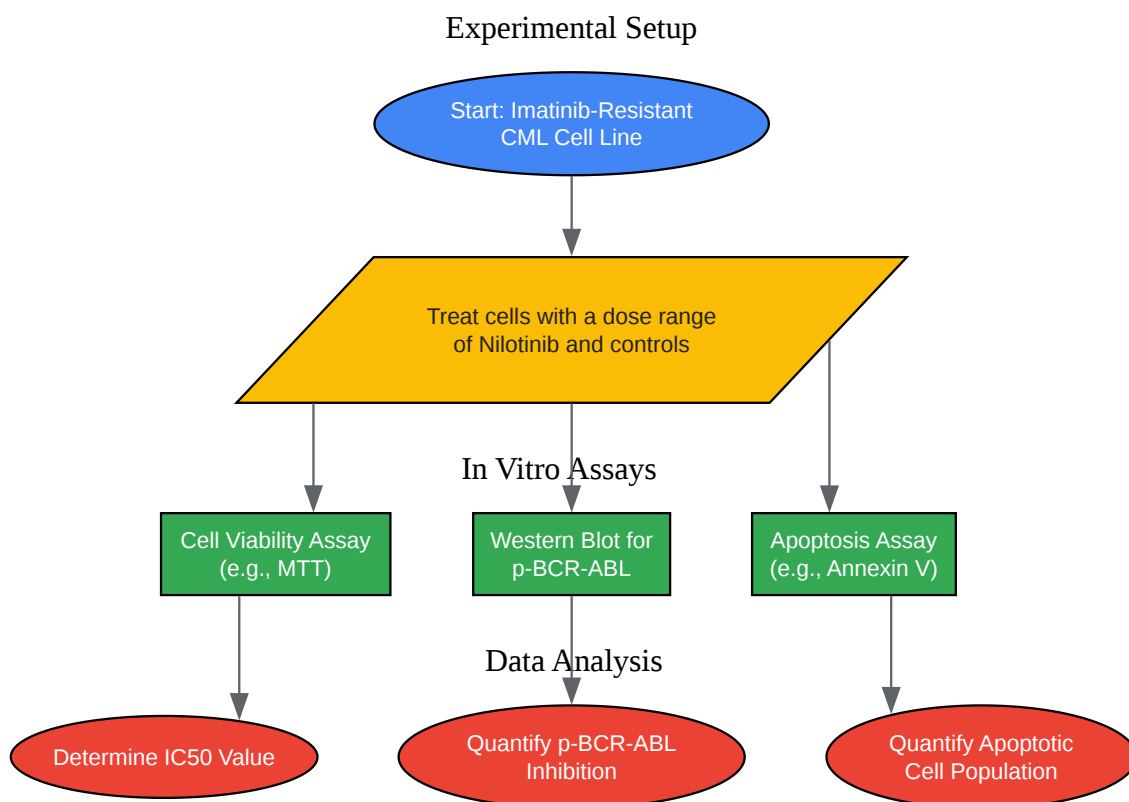 Experimental Setup
Start: Imatinib-Resistant
CML Cell Line
Treat cells with a dose range
of Nilotinib and controls
In Vitro Assays
Cell Viability Assay
(e.g., MTT)
Western Blot for
p-BCR-ABL
Apoptosis Assay
(e.g., Annexin V)
Data Analysis
Determine IC50 Value
Quantify p-BCR-ABL
Inhibition
Quantify Apoptotic
Cell Population